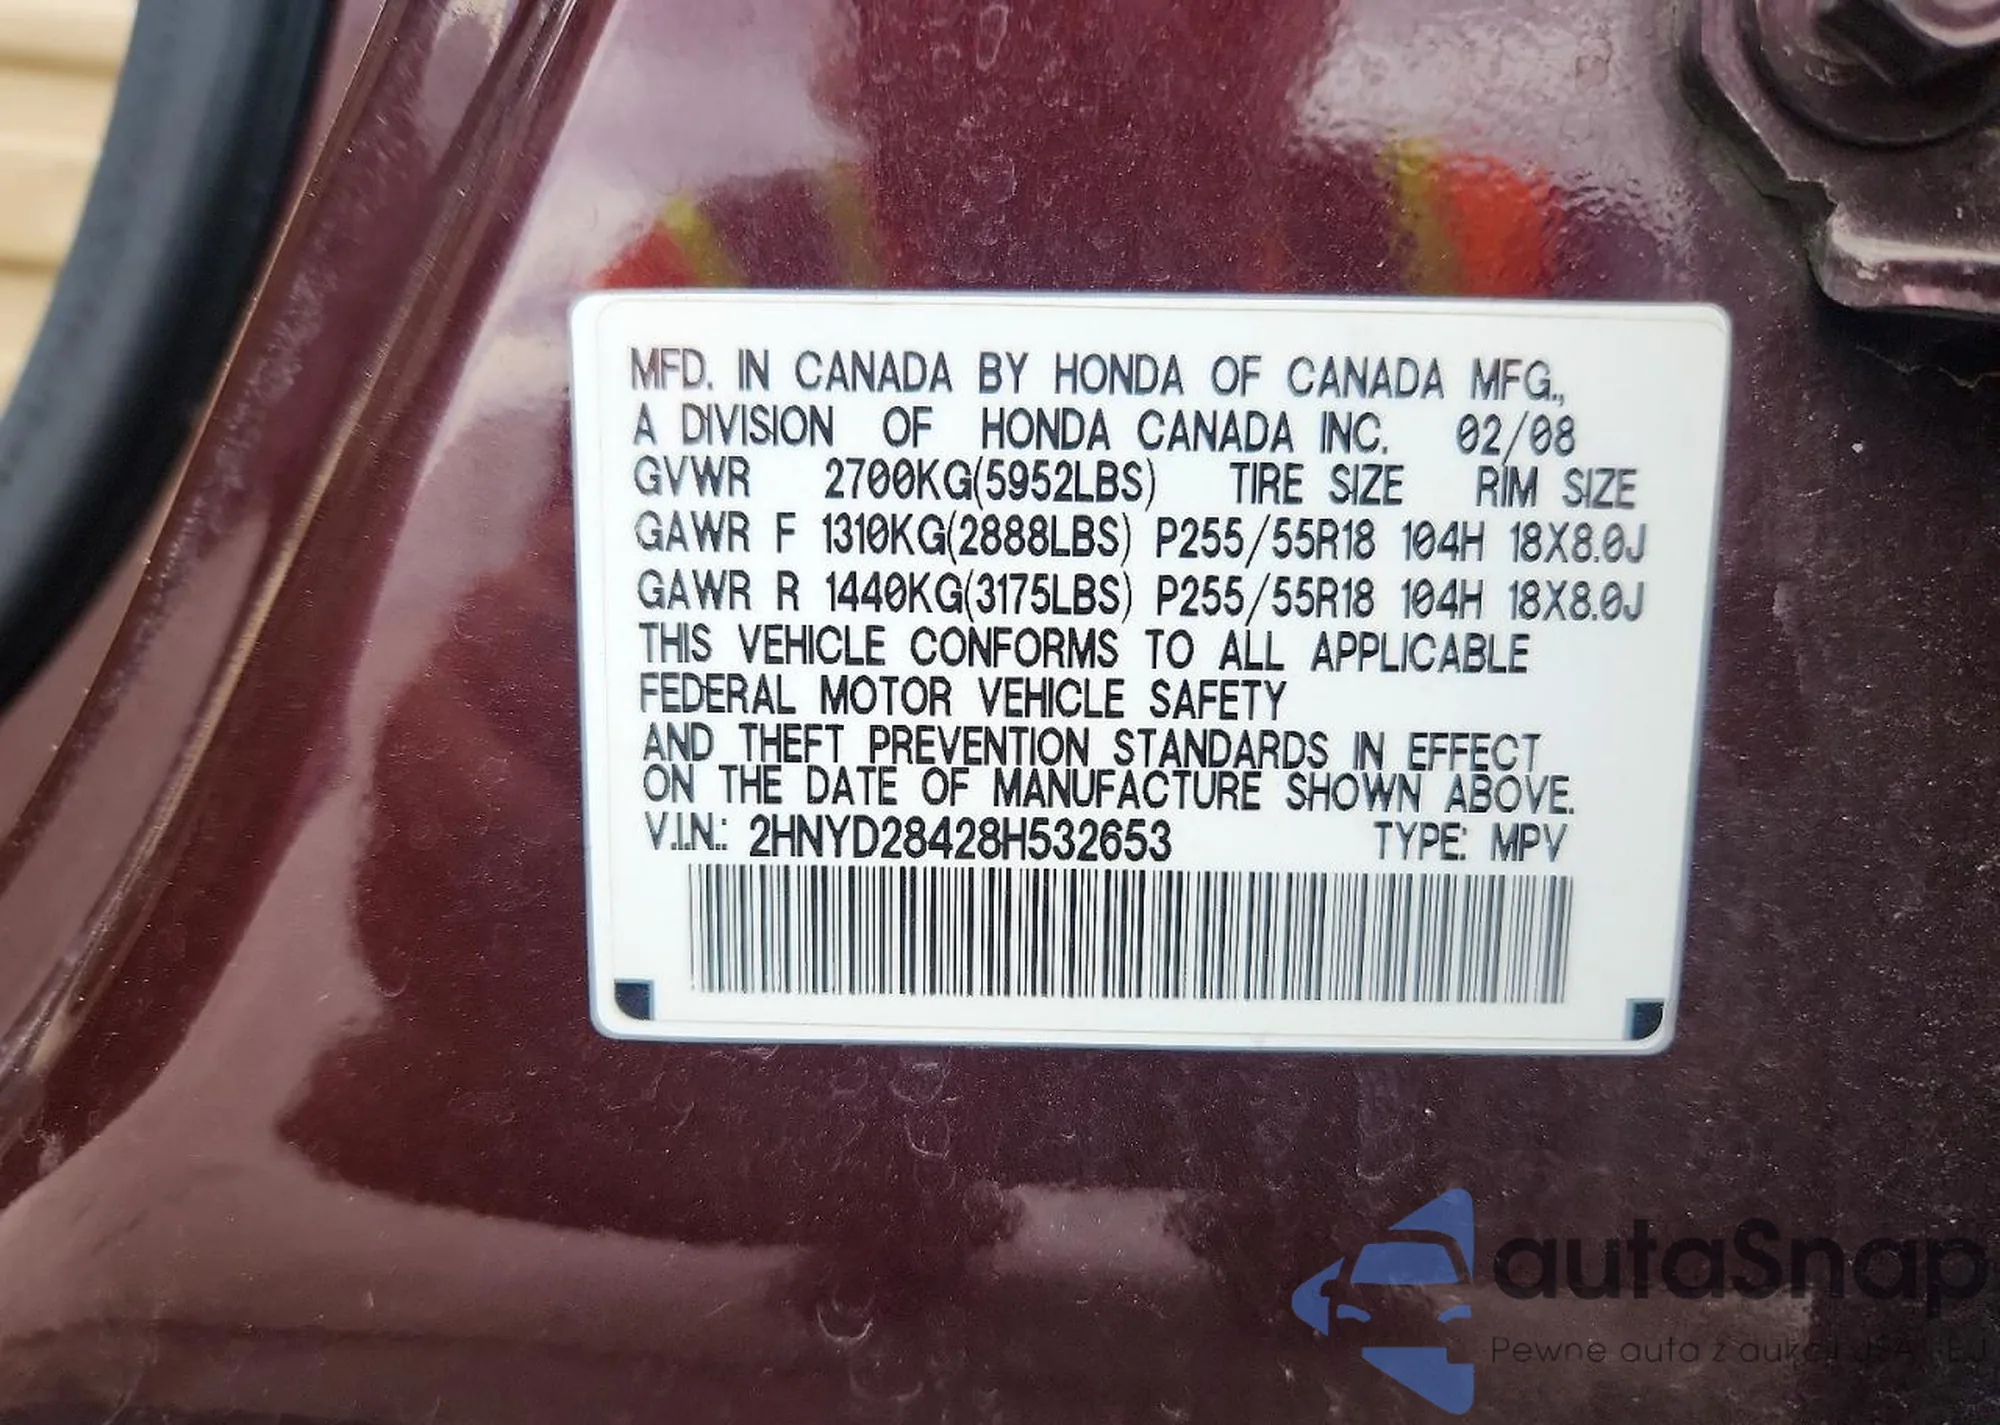 MFD. IN CANADA BY HONDA OF CANADA MFG.,
A DIVISION OF HONDA CANADA INC. 02/08
GVWR 2700KG(5952LBS) TIRE SIZE RIM SIZE
GAWR F 1310KG(2888LBS) P255/55R18 104H 18X8.0J
GAWR R 1440KG(3175LBS) P255/55R18 104H 18X8.0J
THIS VEHICLE CONFORMS TO ALL APPLICABLE
FEDERAL MOTOR VEHICLE SAFETY
AND THEFT PREVENTION STANDARDS IN EFFECT
ON THE DATE OF MANUFACTURE SHOWN ABOVE.
V.I.N.: 2HNYD28428H532653 TYPE: MPV
autaSnap
Pewne auta z aukcji USA i EU